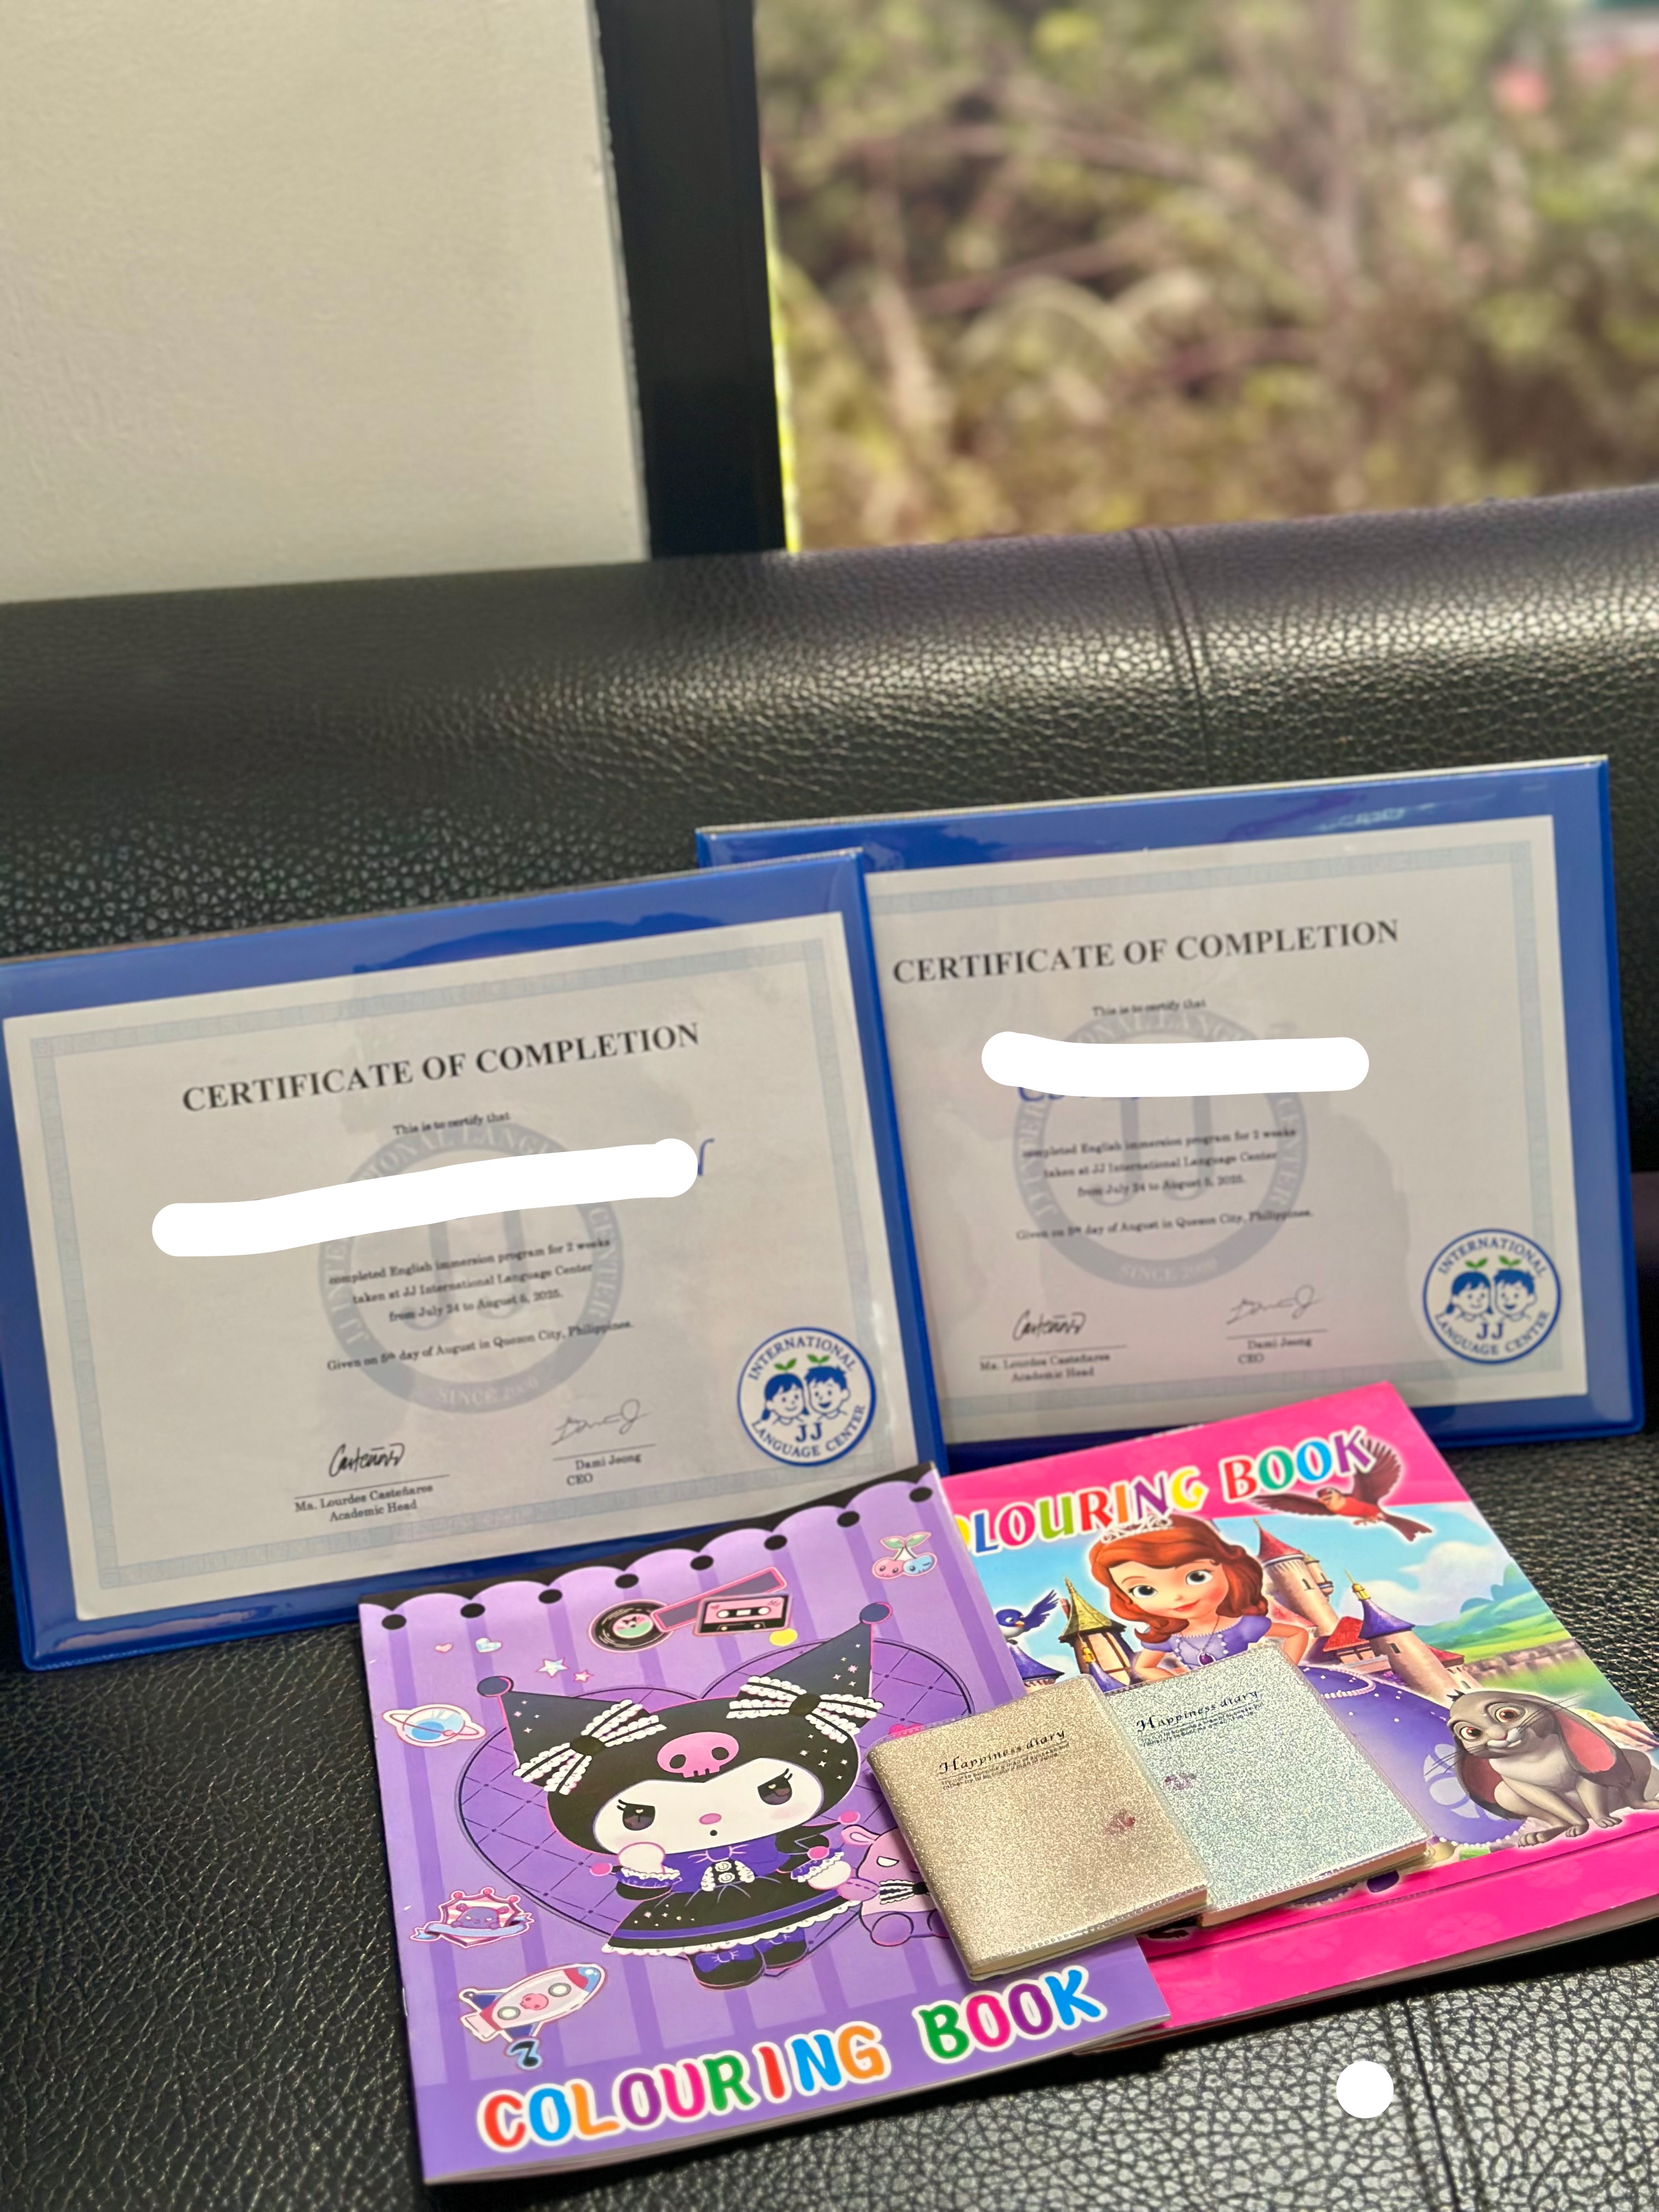 CERTIFICATE OF COMPLETION
This is to certify that
completed English immersion program for 2 weeks
taken at JJ International Language Center
from July 24 to August 5, 2025.
Given on 5th day of August in Quezon City, Philippines.
Ma. Lourdes Casteñares
Academic Head
Dami Jeong
CEO
INTERNATIONAL
JJ
LANGUAGE CENTER
SINCE 2000
CERTIFICATE OF COMPLETION
This is to certify that
completed English immersion program for 2 weeks
taken at JJ International Language Center
from July 24 to August 5, 2025.
Given on 5th day of August in Quezon City, Philippines.
Ma. Lourdes Casteñares
Academic Head
Dami Jeong
CEO
INTERNATIONAL
JJ
LANGUAGE CENTER
SINCE 2000
LOURING BOOK
Happiness diary
Happiness diary
COLOURING BOOK